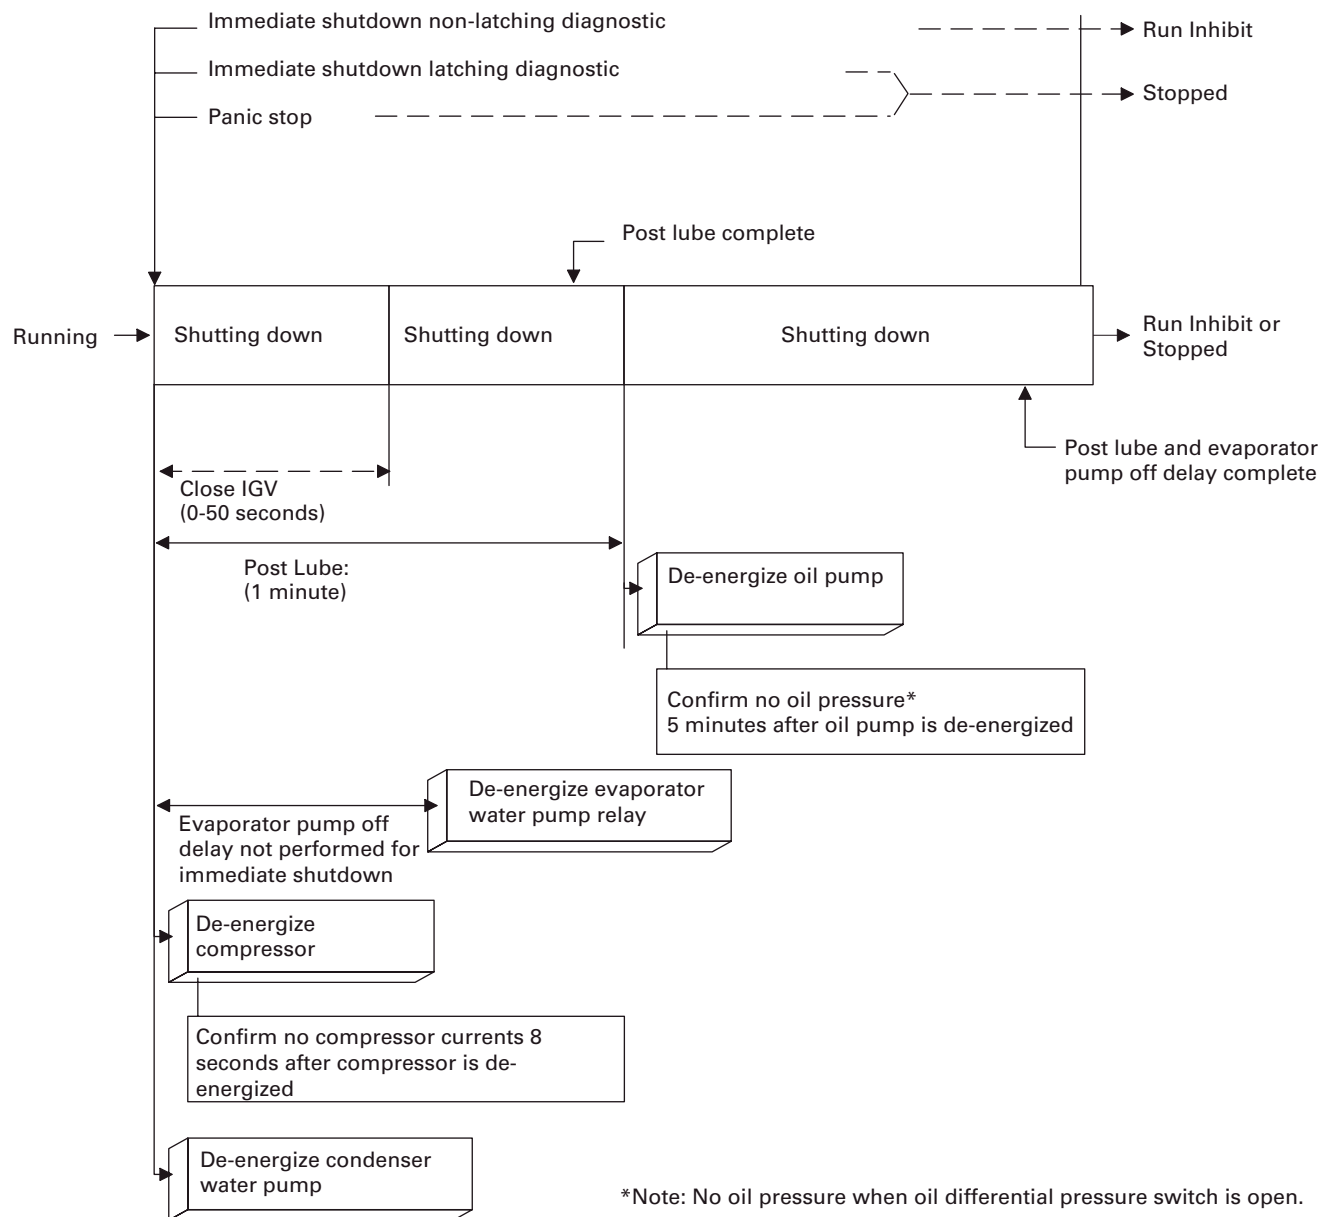 Immediate shutdown non-latching diagnostic
Run Inhibit
Immediate shutdown latching diagnostic
Stopped
Panic stop
Post lube complete
Running
Shutting down
Shutting down
Shutting down
Run Inhibit or
Stopped
Post lube and evaporator
pump off delay complete
Close IGV
(0-50 seconds)
Post Lube:
(1 minute)
De-energize oil pump
Confirm no oil pressure*
5 minutes after oil pump is de-energized
De-energize evaporator
water pump relay
Evaporator pump off
delay not performed for
immediate shutdown
De-energize
compressor
Confirm no compressor currents 8
seconds after compressor is de-
energized
De-energize condenser
water pump
*Note: No oil pressure when oil differential pressure switch is open.